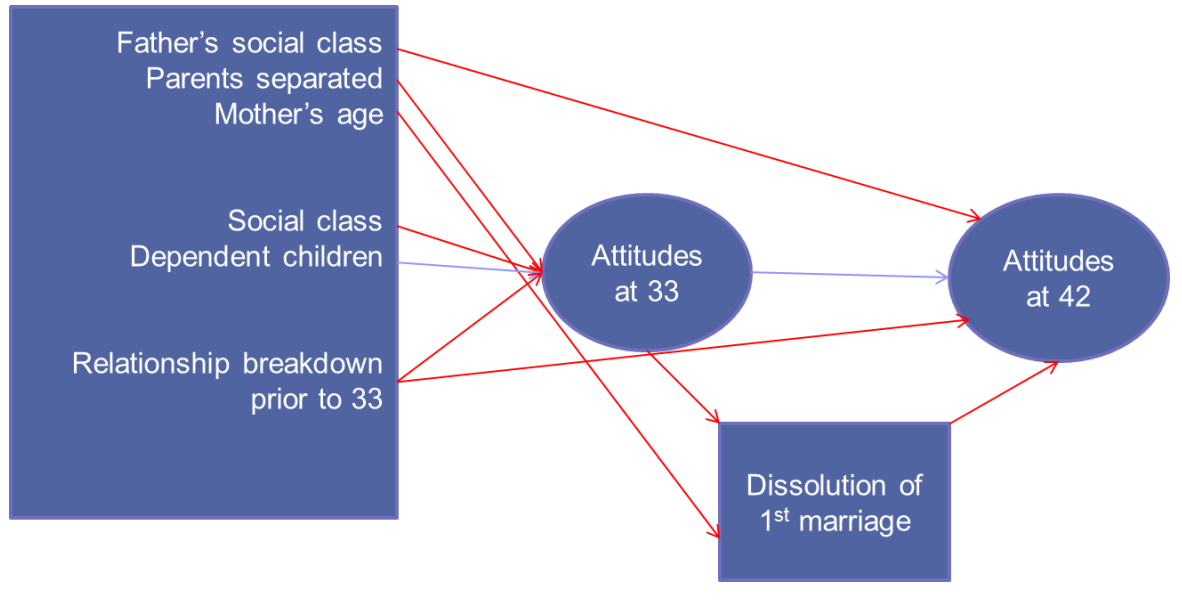 Father’s social class
Parents separated
Mother’s age
Social class
Dependent children
Relationship breakdown
prior to 33
Attitudes
at 33
Attitudes
at 42
Dissolution of
1st marriage